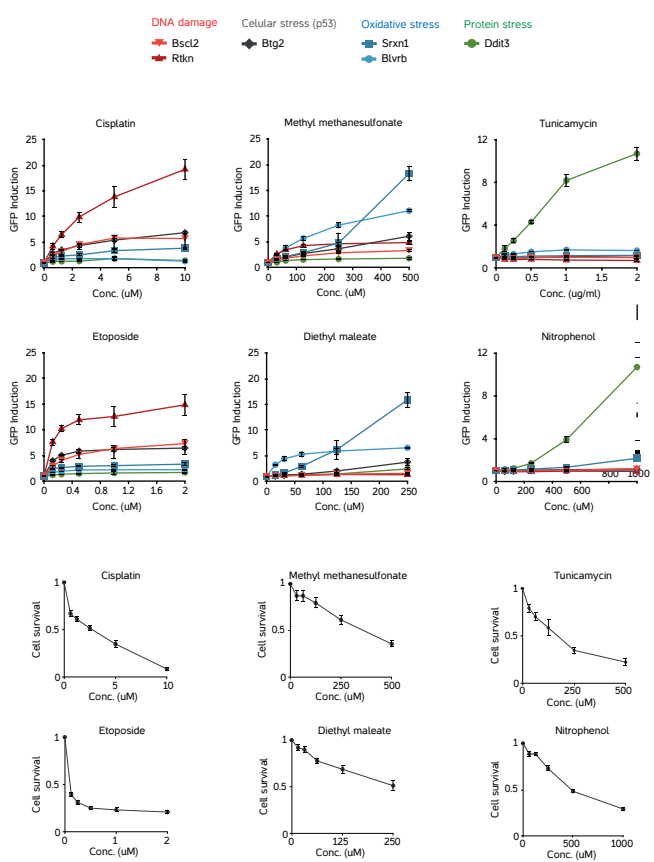 DNA damage Cellular stress (p53) Oxidative stress Protein stress
Bscl2 Btg2 Srxn1 Ddit3
Rtkn Blvrb
Cisplatin Methyl methanesulfonate Tunicamycin
25 25 12
20 20
GFP Induction GFP Induction GFP Induction
15 15 8
10 10
5 5 4
0 0 0
0 2 4 6 8 10 0 100 200 300 400 500 0 0.5 1 2
Conc. (uM) Conc. (uM) Conc. (ug/ml)
Etoposide Diethyl maleate Nitrophenol
25 25 12
20 20
GFP Induction GFP Induction GFP Induction
15 15 8
10 10
5 5 4
0 0 0
0 0.4 0.8 1.2 1.6 2 0 50 100 150 200 250 0 200 400 600 800 1000
Conc. (uM) Conc. (uM) Conc. (uM)
Cisplatin Methyl methanesulfonate Tunicamycin
1 1 1
Cell survival Cell survival Cell survival
0.5 0.5 0.5
0 0 0
0 5 10 0 250 500 0 250 500
Conc. (uM) Conc. (uM) Conc. (uM)
Etoposide Diethyl maleate Nitrophenol
1 1 1
Cell survival Cell survival Cell survival
0.5 0.5 0.5
0 0 0
0 1 2 0 125 250 0 500 1000
Conc. (uM) Conc. (uM) Conc. (uM)